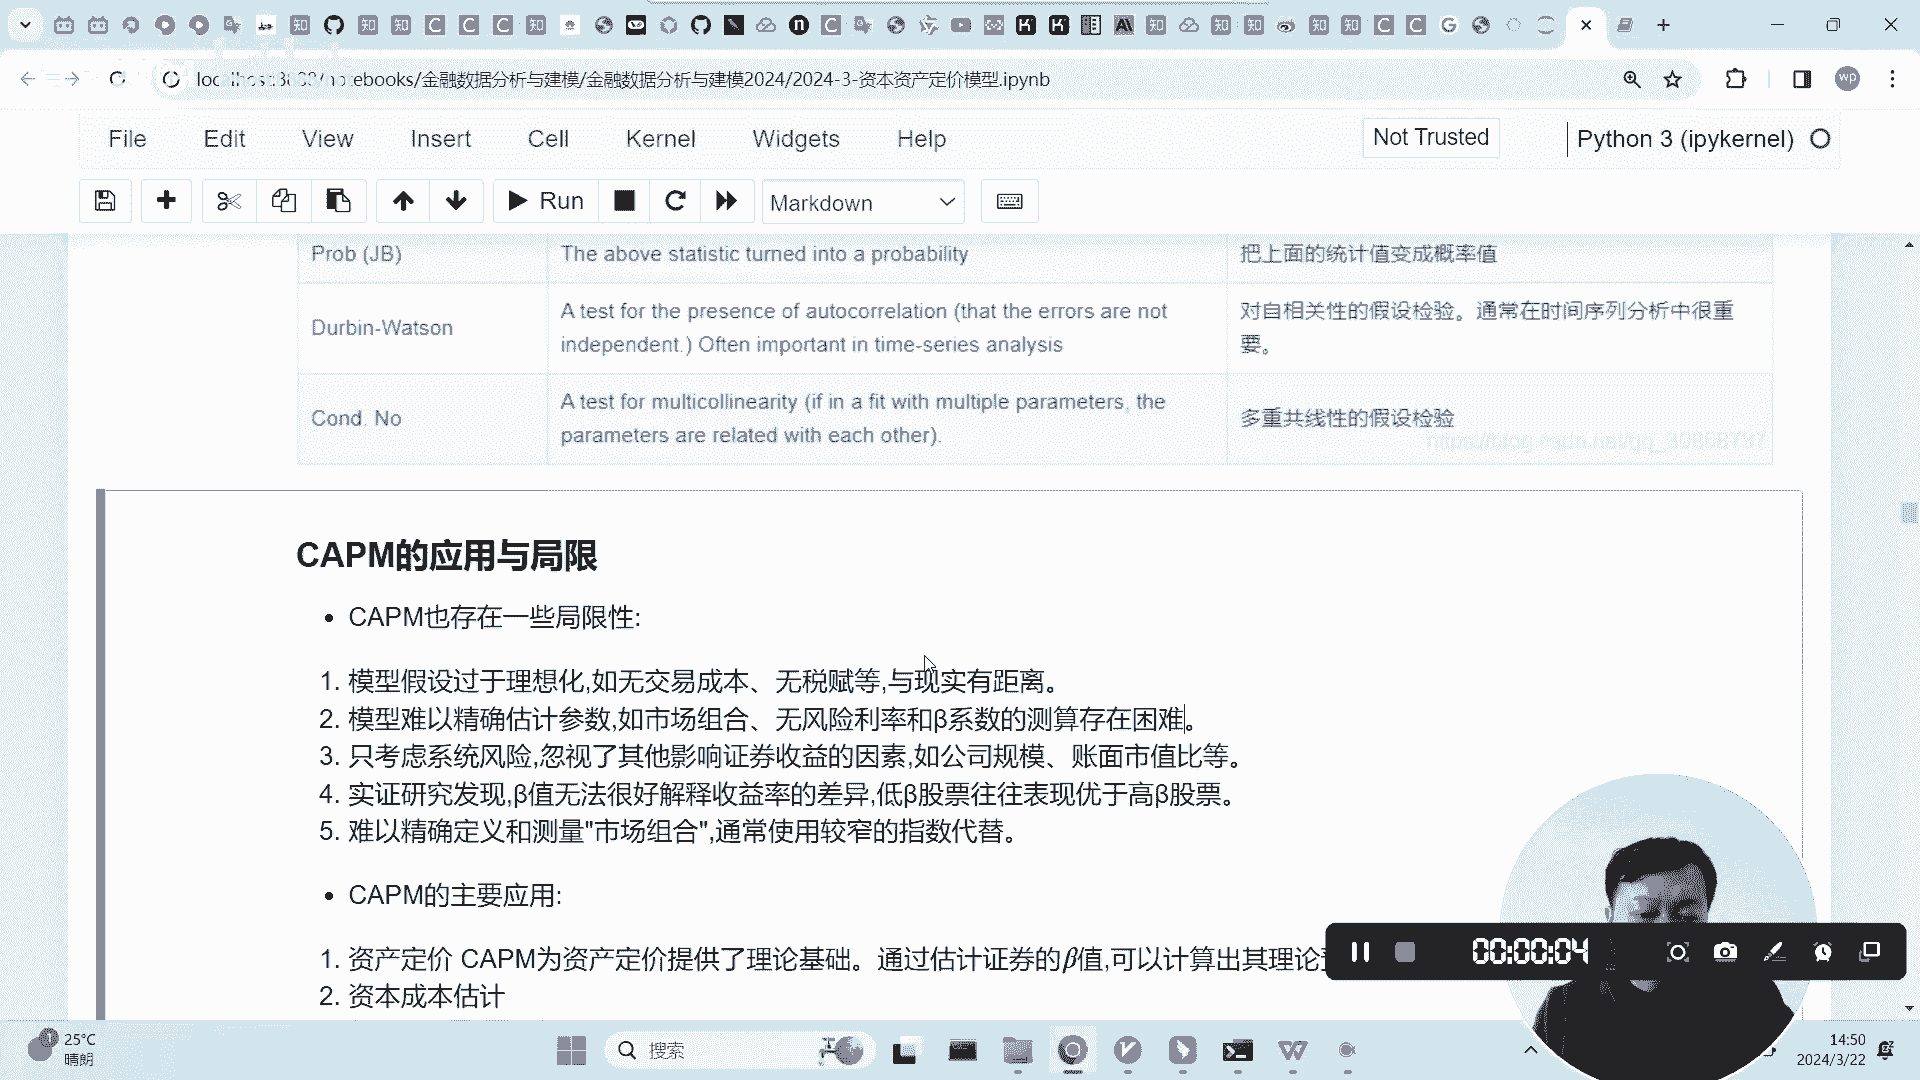 localhost:8888/notebooks/金融数据分析与建模/金融数据分析与建模2024/2024-3-资本资产定价模型.ipynb
wp
File Edit View Insert Cell Kernel Widgets Help
Not Trusted
Python 3 (ipykernel)
Run
Markdown
Prob (JB)
The above statistic turned into a probability
把上面的统计值变成概率值
Durbin-Watson
A test for the presence of autocorrelation (that the errors are not
independent.) Often important in time-series analysis
对自相关性的假设检验。通常在时间序列分析中很重
要。
Cond. No
A test for multicollinearity (if in a fit with multiple parameters, the
parameters are related with each other).
多重共线性的假设检验
CAPM的应用与局限
• CAPM也存在一些局限性:
1. 模型假设过于理想化,如无交易成本、无税赋等,与现实有距离。
2. 模型难以精确估计参数,如市场组合、无风险利率和β系数的测算存在困难。
3. 只考虑系统风险,忽视了其他影响证券收益的因素,如公司规模、账面市值比等。
4. 实证研究发现,β值无法很好解释收益率的差异,低β股票往往表现优于高β股票。
5. 难以精确定义和测量"市场组合",通常使用较窄的指数代替。
• CAPM的主要应用:
1. 资产定价 CAPM为资产定价提供了理论基础。通过估计证券的β值,可以计算出其理论
2. 资本成本估计
00:00:04
25°C
晴朗
搜索
14:50
2024/3/22